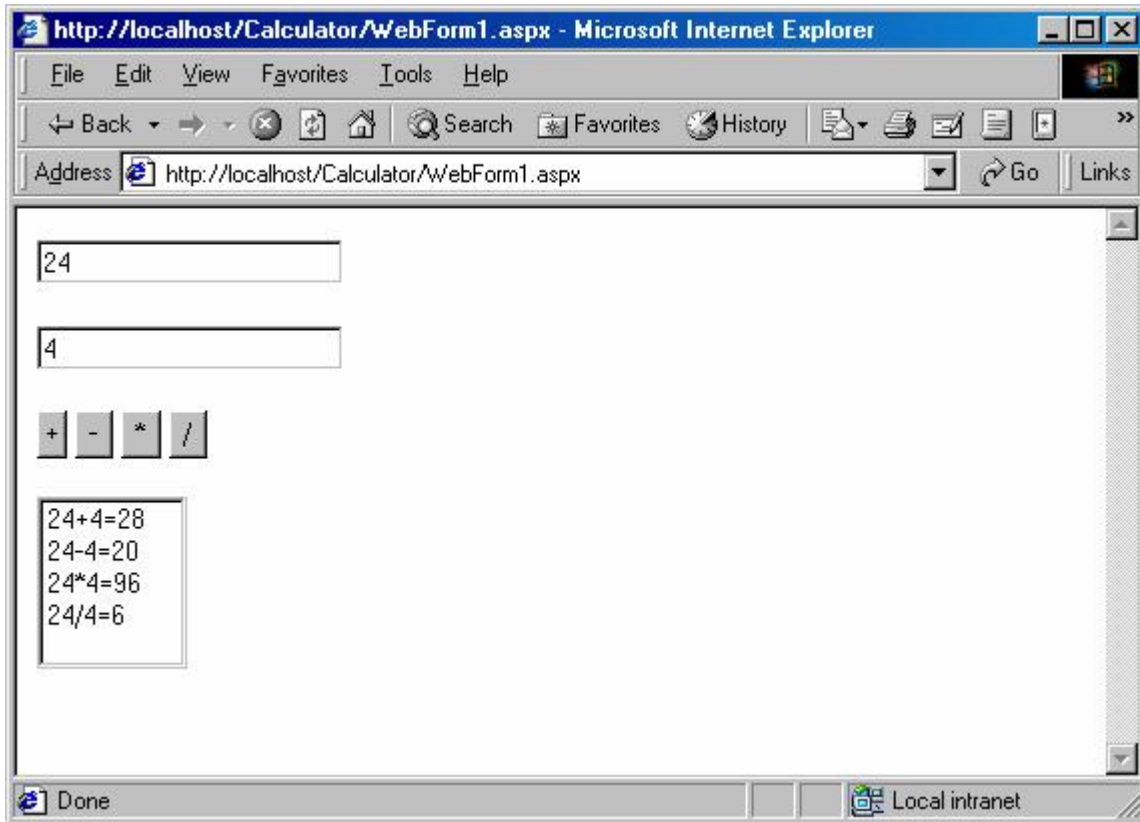 http://localhost/Calculator/WebForm1.aspx - Microsoft Internet Explorer
File Edit View Favorites Tools Help
Back Search Favorites History »
Address http://localhost/Calculator/WebForm1.aspx Go Links
24
4
+ - * /
24+4=28
24-4=20
24*4=96
24/4=6
Done Local intranet